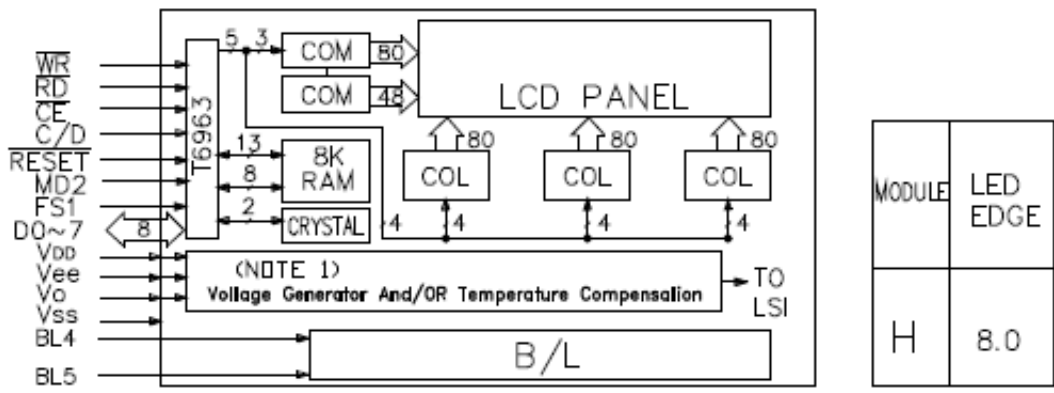 WR
RD
CE
C/D
RESET
MD2
FS1
D0~7
8
VDD
Vee
Vo
Vss
BL4
BL5
T6963
5 3
COM
80
COM
48
LCD PANEL
13
8
2
8K
RAM
CRYSTAL
80 80 80
COL COL COL
4 4 4 4
(NOTE 1)
Vollage Generator And/OR Temperature Compensalion
TO
LSI
B/L
MODULE
LED
EDGE
H 8.0